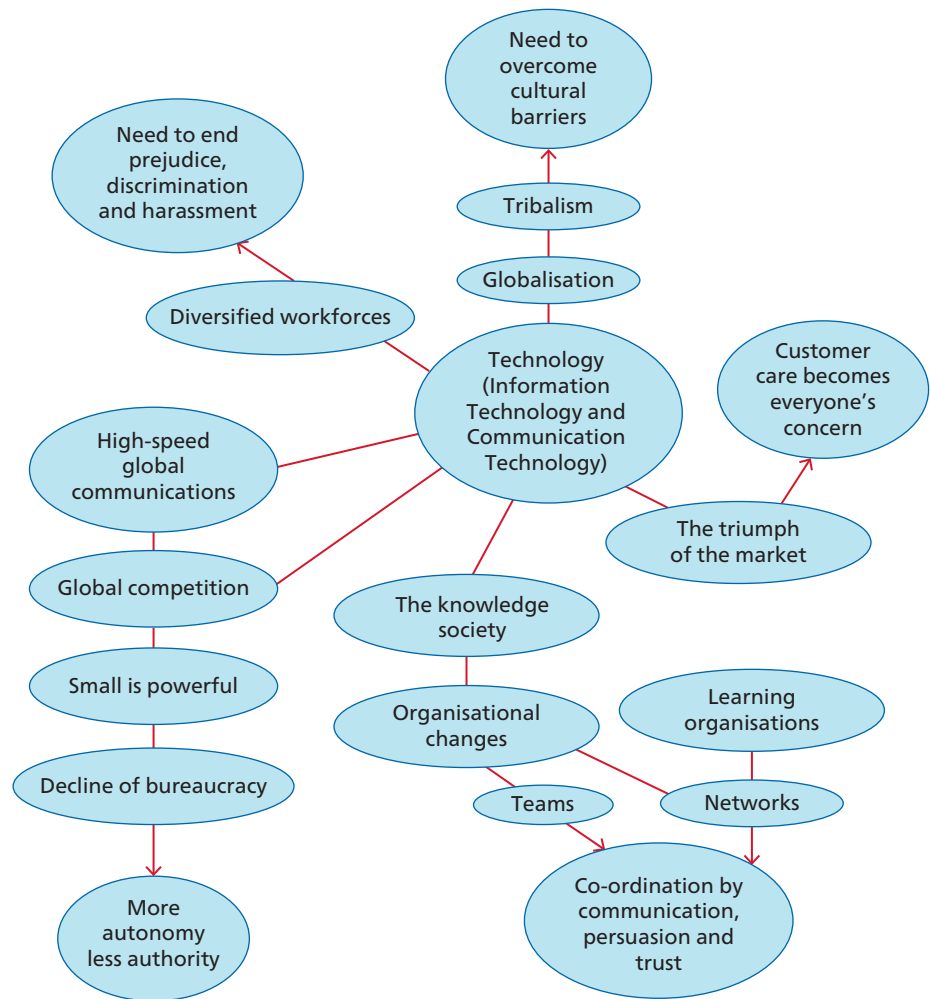 Need to
overcome
cultural
barriers
Need to end
prejudice,
discrimination
and harassment
Tribalism
Globalisation
Diversified workforces
Technology
(Information
Technology and
Communication
Technology)
Customer
care becomes
everyone's
concern
High-speed
global
communications
The triumph
of the market
Global competition
The knowledge
society
Small is powerful
Organisational
changes
Learning
organisations
Decline of bureaucracy
Teams
Networks
More
autonomy
less authority
Co-ordination by
communication,
persuasion and
trust